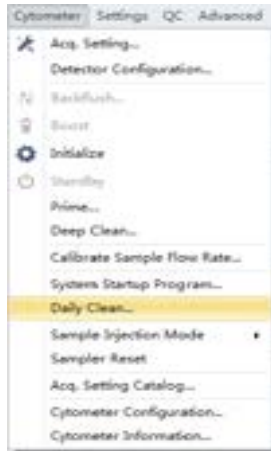 Cytometer Settings QC Advanced
Acq. Setting...
Detector Configuration...
Backflush...
Boost
Initialize
Standby
Prime...
Deep Clean...
Calibrate Sample Flow Rate...
System Startup Program...
Daily Clean...
Sample Injection Mode
Sampler Reset
Acq. Setting Catalog...
Cytometer Configuration...
Cytometer Information...